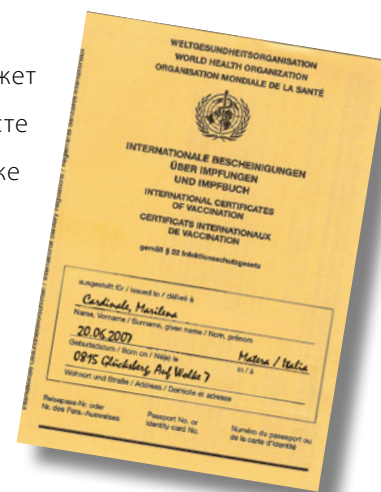 жет
сте
ке
WELTGESUNDHEITSORGANISATION
WORLD HEALTH ORGANIZATION
ORGANISATION MONDIALE DE LA SANTÉ
INTERNATIONALE BESCHEINIGUNGEN
ÜBER IMPFUNGEN
UND IMPFBUCH
INTERNATIONAL CERTIFICATES
OF VACCINATION
CERTIFICATS INTERNATIONAUX
DE VACCINATION
gemäß § 22 Infektionsschutzgesetz
ausgestellt für / issued to / délivré à
Cardinale, Marilena
Name, Vorname / Surname, given name / Nom, prénom
20.06.2007 Matera / Italia
Geburtsdatum / Born on / Né(e) le in / à
0815 Glücksberg, Auf Wolke 7
Wohnort und Straße / Address / Domicile et adresse
Reisepass-Nr. oder Passport No. or Numéro du passeport ou
Nr. des Pers.-Ausweises Identity card No. de la carte d'identité